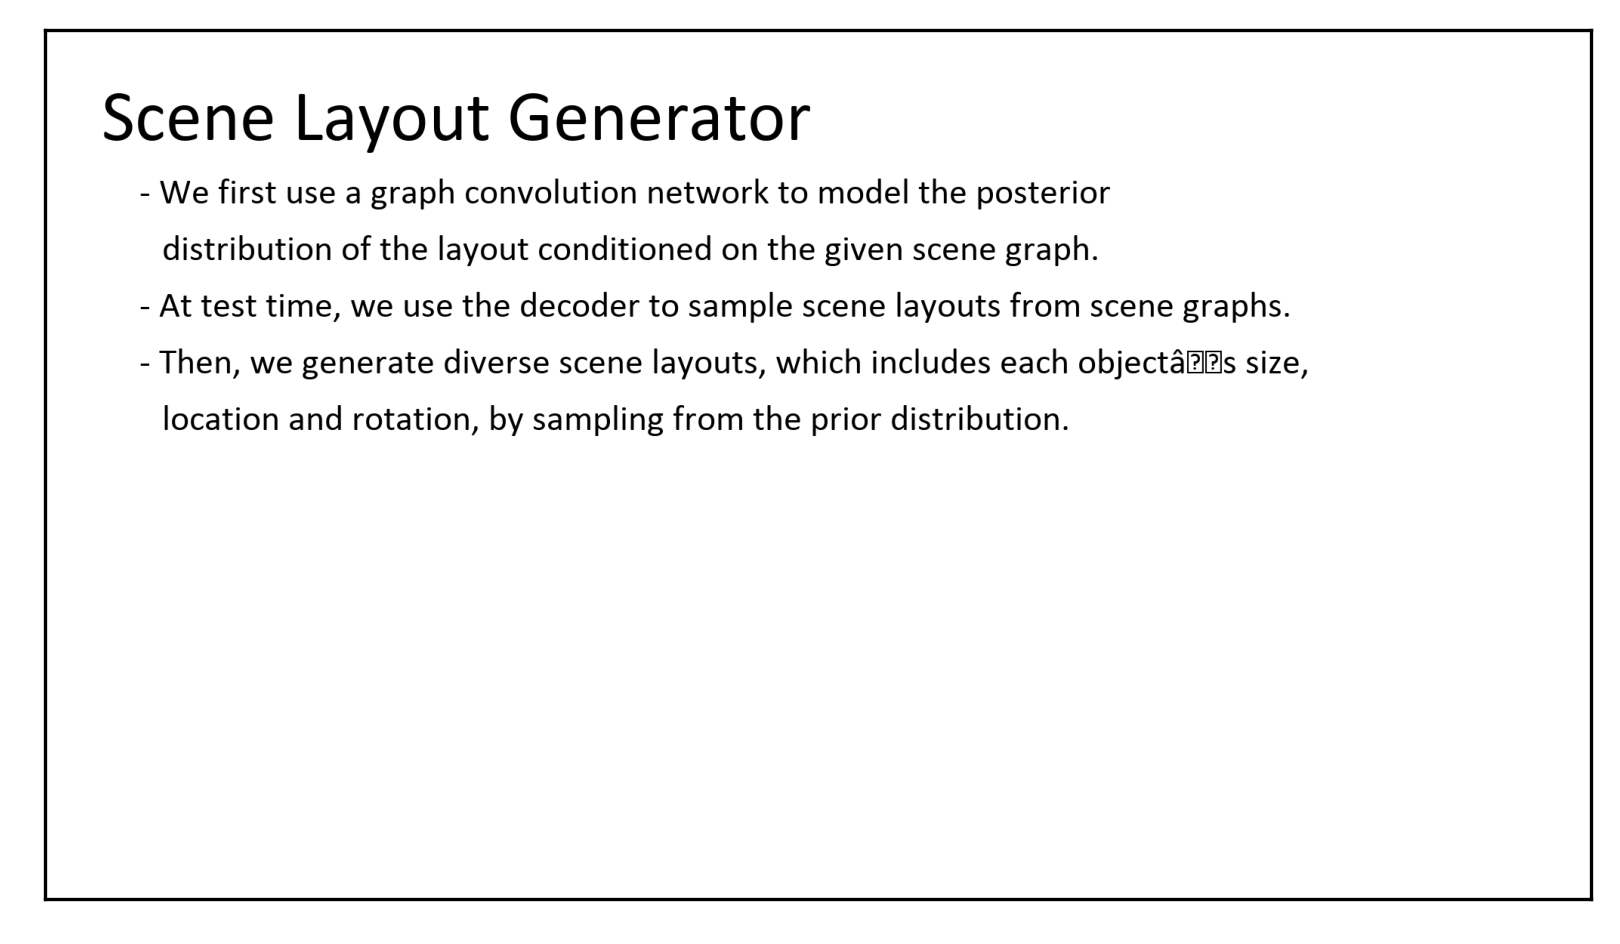 Scene Layout Generator
- We first use a graph convolution network to model the posterior
distribution of the layout conditioned on the given scene graph.
- At test time, we use the decoder to sample scene layouts from scene graphs.
- Then, we generate diverse scene layouts, which includes each objectâ��s size,
location and rotation, by sampling from the prior distribution.